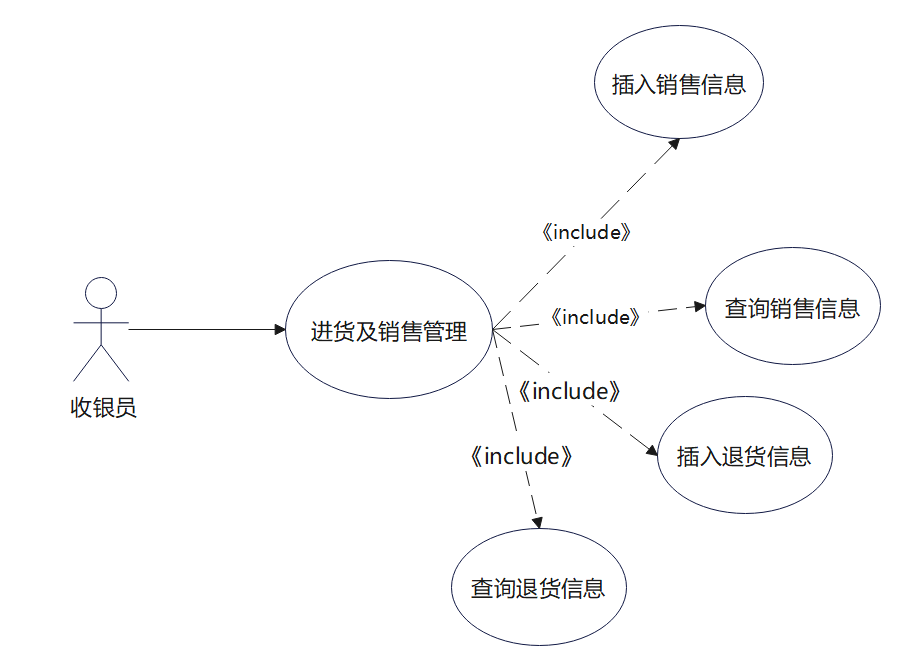 插入销售信息
《include》
查询销售信息
《include》
进货及销售管理
《include》
收银员
插入退货信息
《include》
查询退货信息